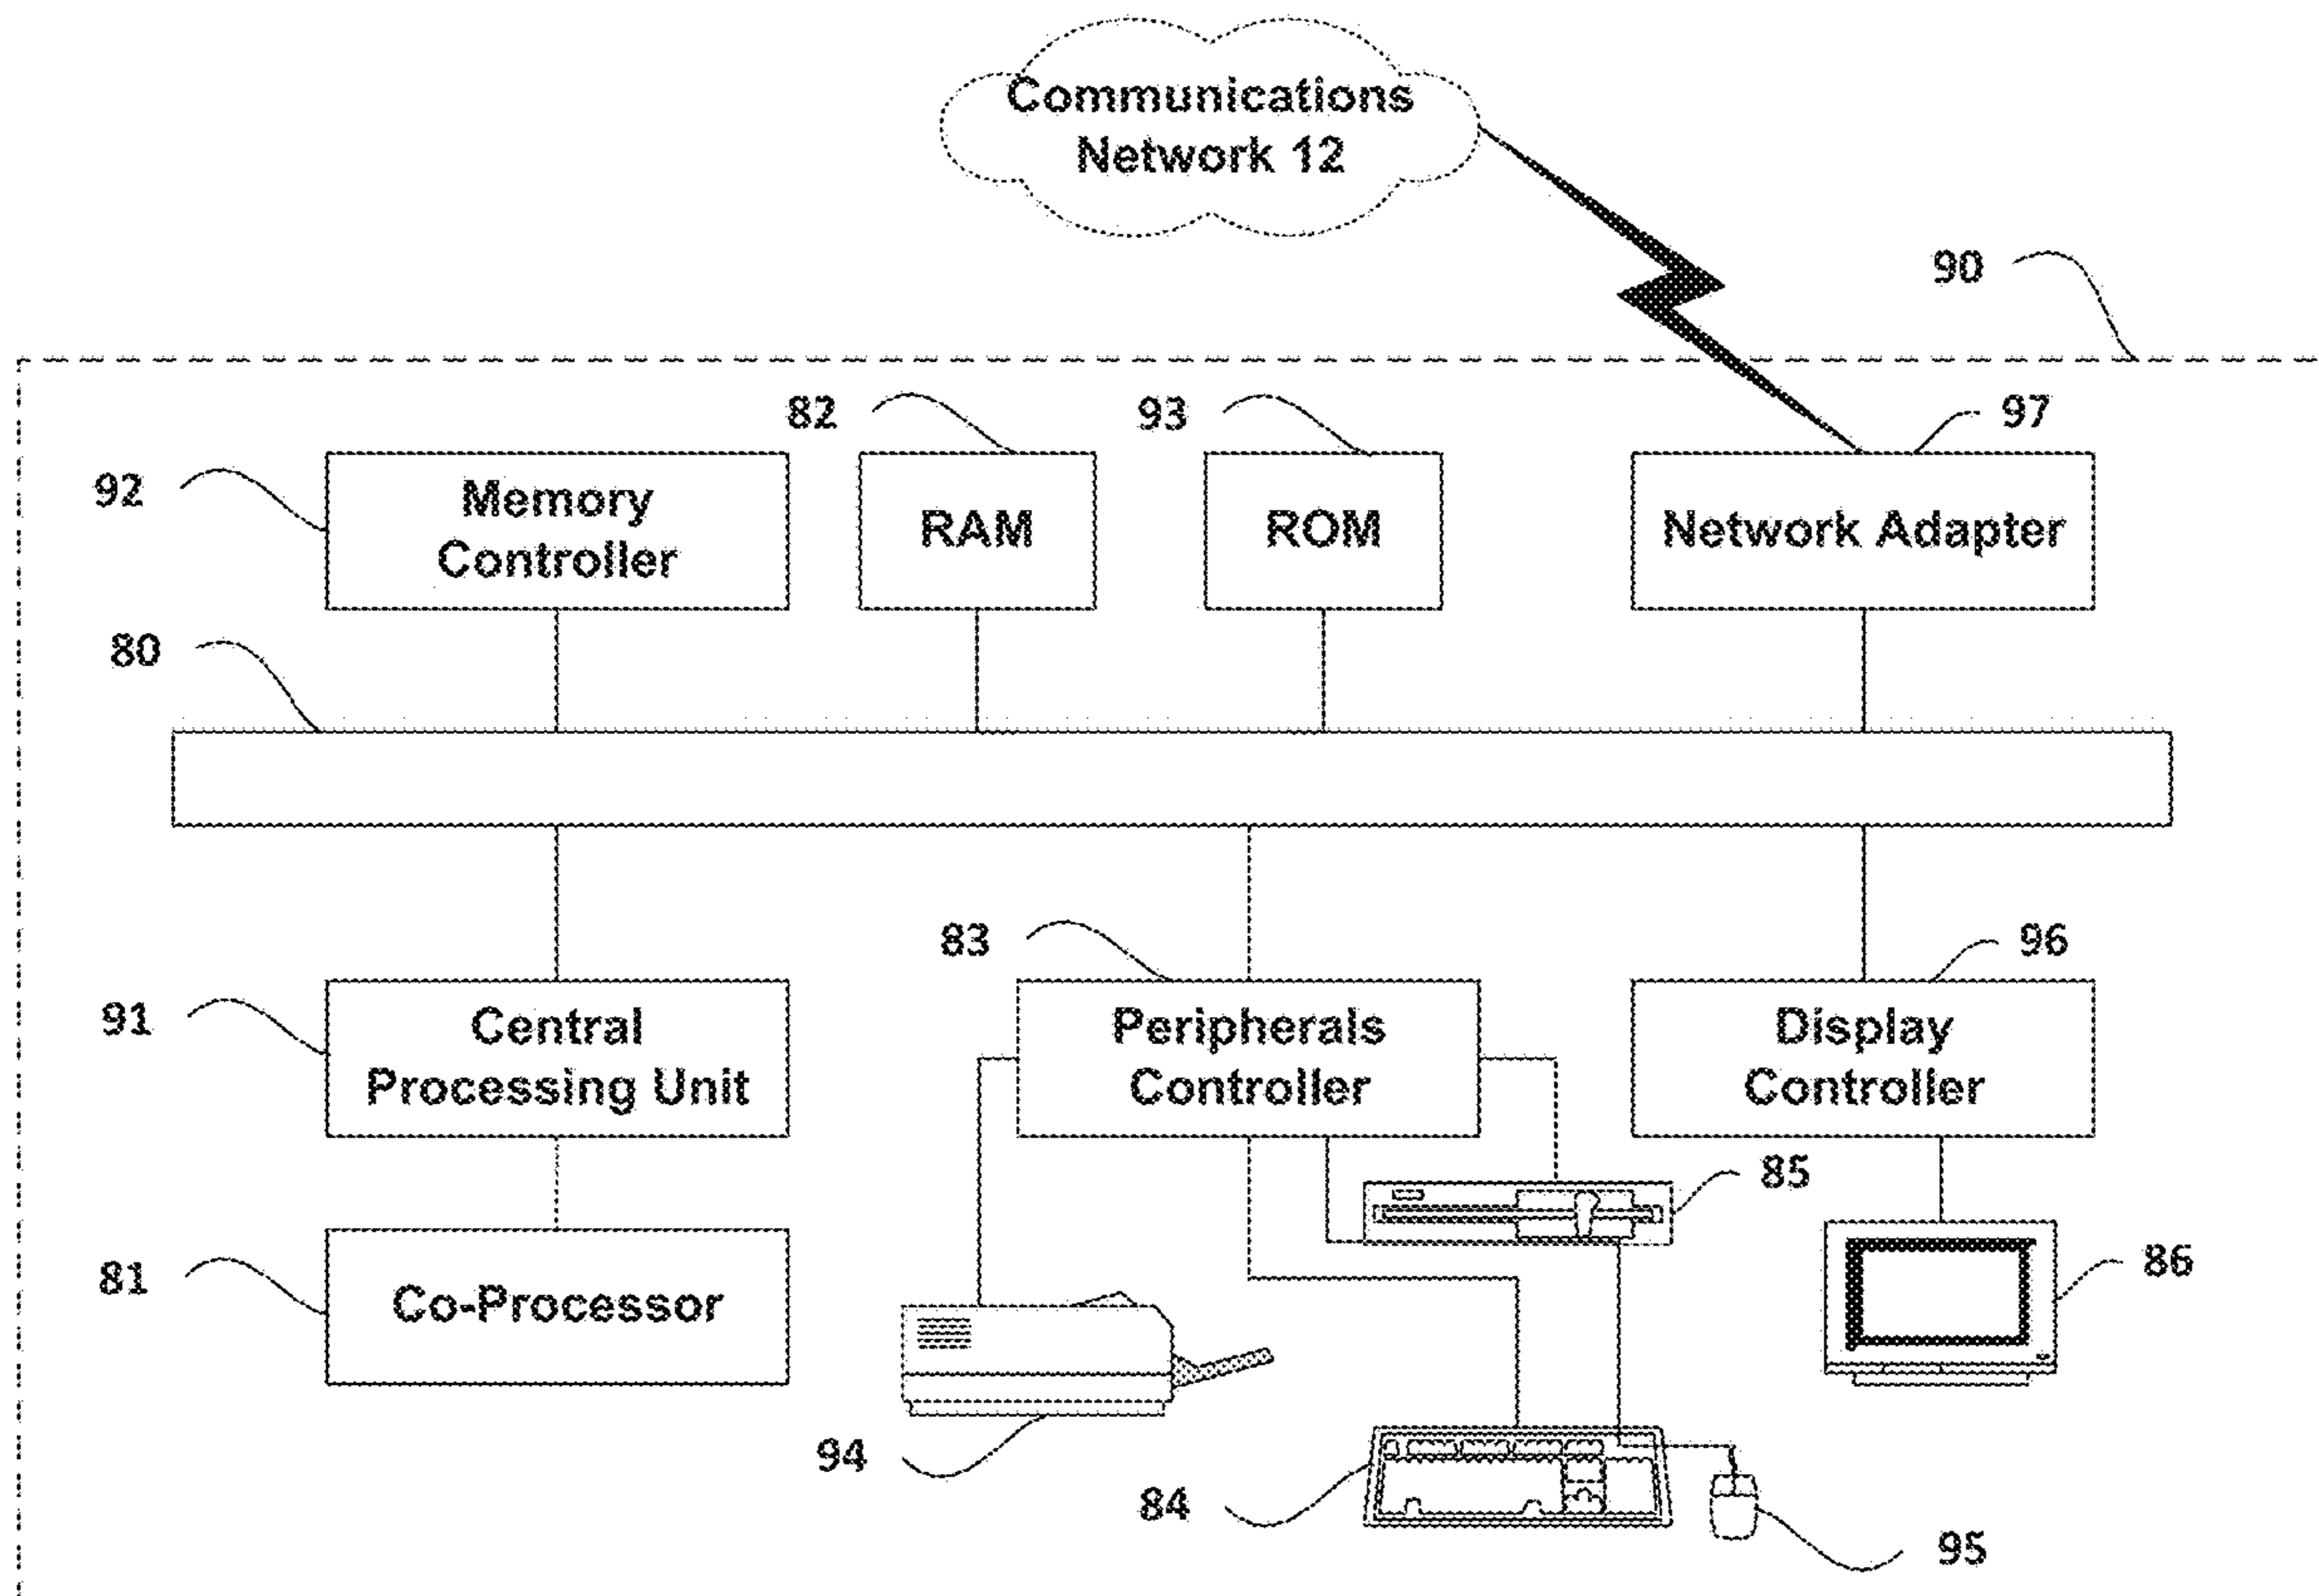 Communications
Network 12
90
82
93
97
92
Memory
Controller
RAM
ROM
Network Adapter
80
83
96
91
Central
Processing Unit
Peripherals
Controller
Display
Controller
85
81
Co-Processor
86
94
84
95